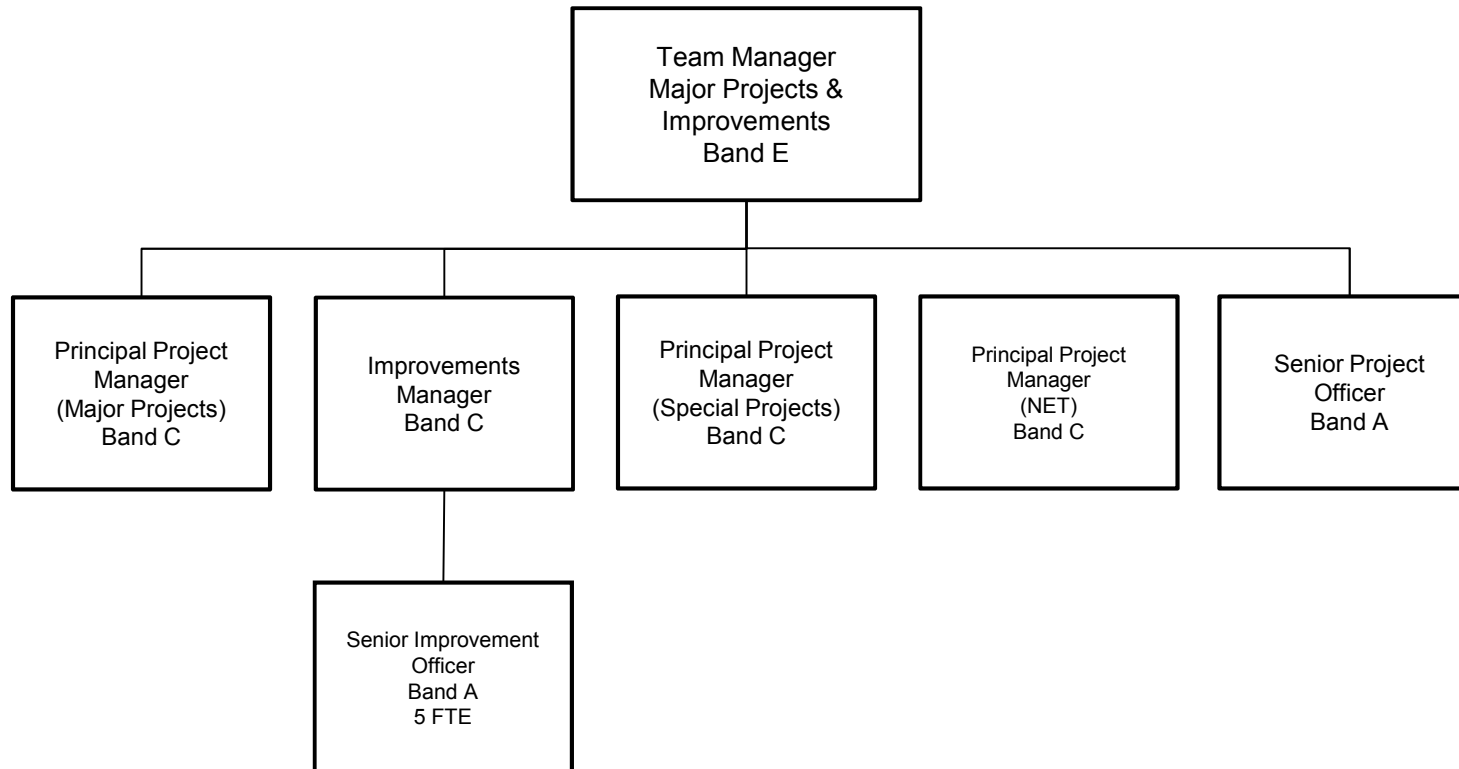 Team Manager
Major Projects &
Improvements
Band E
Principal Project
Manager
(Major Projects)
Band C
Improvements
Manager
Band C
Principal Project
Manager
(Special Projects)
Band C
Principal Project
Manager
(NET)
Band C
Senior Project
Officer
Band A
Senior Improvement
Officer
Band A
5 FTE